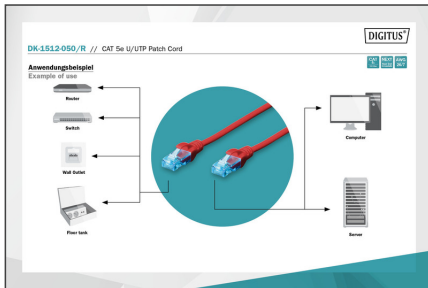 DIGITUS®
DK-1512-050/R // CAT 5e U/UTP Patch Cord
Anwendungsbeispiel
Example of use
Router
Switch
Wall Outlet
Floor tank
Computer
Server